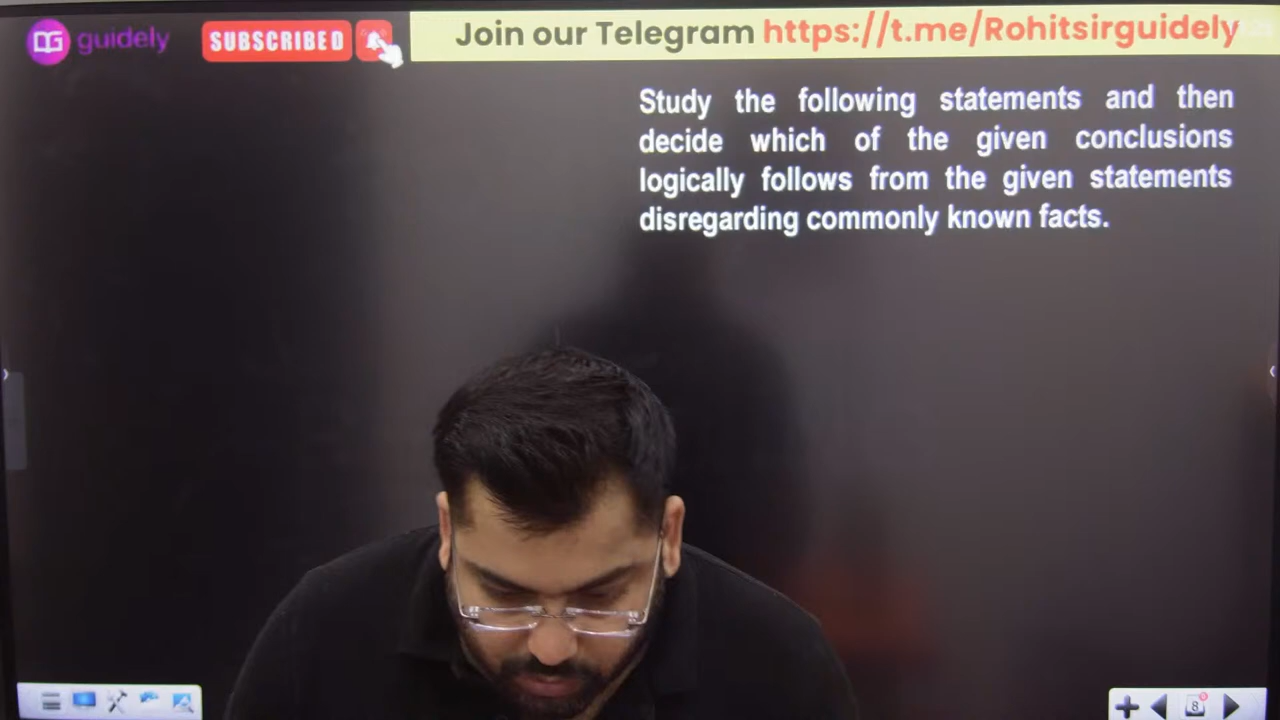 guidely
SUBSCRIBED
Join our Telegram https://t.me/Rohitsirguidely
Study the following statements and then
decide which of the given conclusions
logically follows from the given statements
disregarding commonly known facts.
8